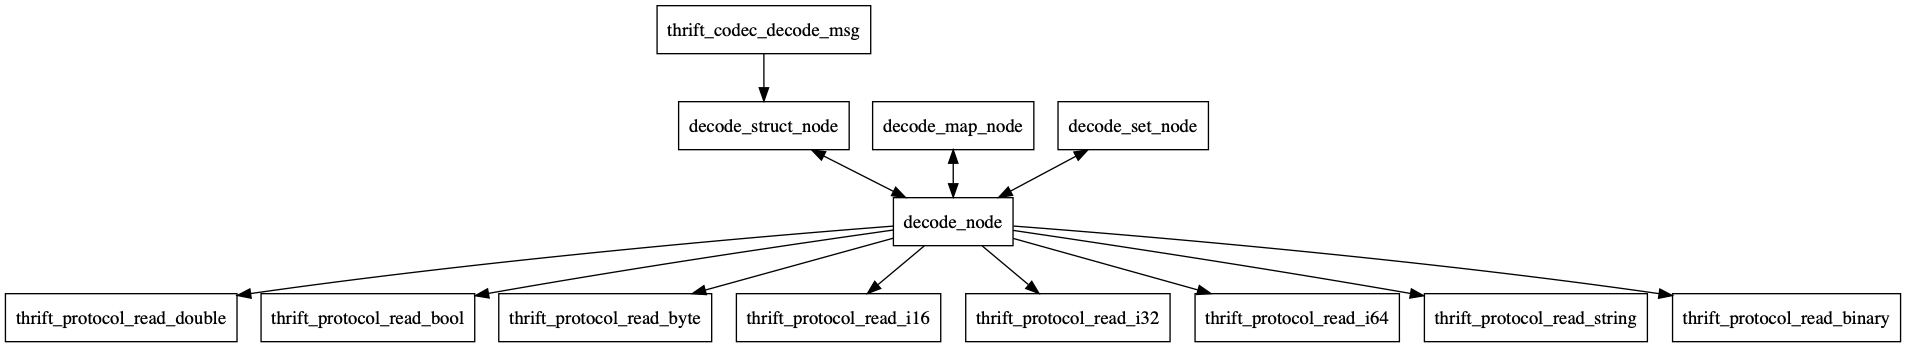 thrift_codec_decode_msg
decode_struct_node
decode_map_node
decode_set_node
decode_node
thrift_protocol_read_double
thrift_protocol_read_bool
thrift_protocol_read_byte
thrift_protocol_read_i16
thrift_protocol_read_i32
thrift_protocol_read_i64
thrift_protocol_read_string
thrift_protocol_read_binary